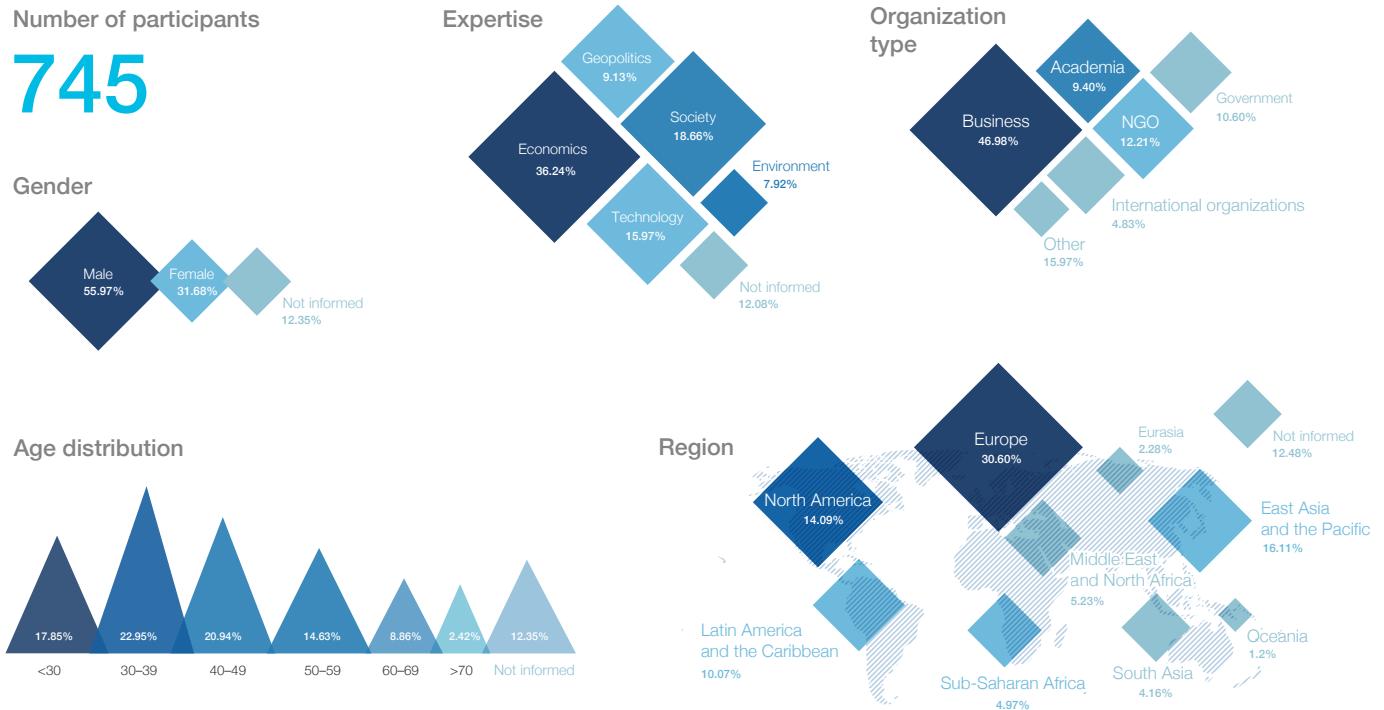 Number of participants
745
Gender
Male
55.97%
Female
31.68%
Not informed
12.35%
Expertise
Geopolitics
9.13%
Society
18.66%
Economics
36.24%
Environment
7.92%
Technology
15.97%
Not informed
12.08%
Organization
type
Academia
9.40%
Government
10.60%
Business
46.98%
NGO
12.21%
International organizations
4.83%
Other
15.97%
Age distribution
17.85%
22.95%
20.94%
14.63%
8.86%
2.42%
12.35%
<30
30–39
40–49
50–59
60–69
>70
Not informed
Region
Europe
30.60%
Eurasia
2.28%
Not informed
12.48%
North America
14.09%
East Asia
and the Pacific
16.11%
Middle East
and North Africa
5.23%
Latin America
and the Caribbean
10.07%
Oceania
1.2%
South Asia
4.16%
Sub-Saharan Africa
4.97%